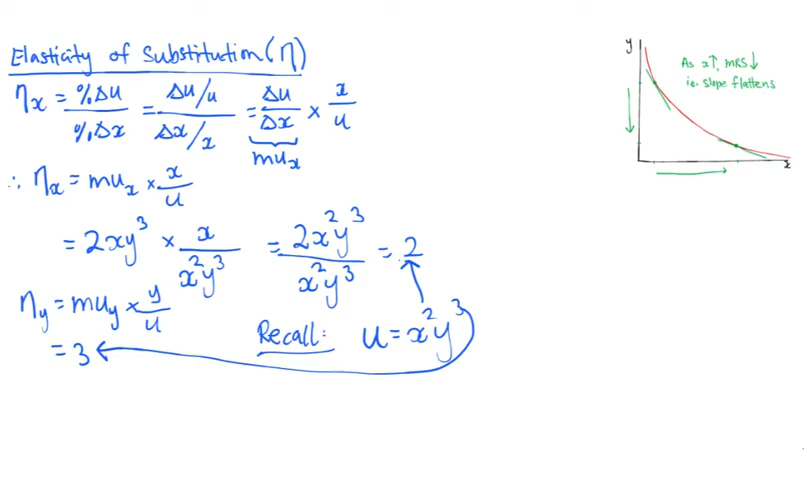 Elasticity of Substitution (η)
ηx = %Δu / %Δx = Δu/u / Δx/x = Δu / Δx × x / u
mux
∴ ηx = mux × x / u
= 2xy³ × x / x²y³ = 2x²y³ / x²y³ = 2
ηy = muy × y / u
= 3
Recall: u = x²y³
y
As x↑, MRS↓
i.e. slope flattens
x